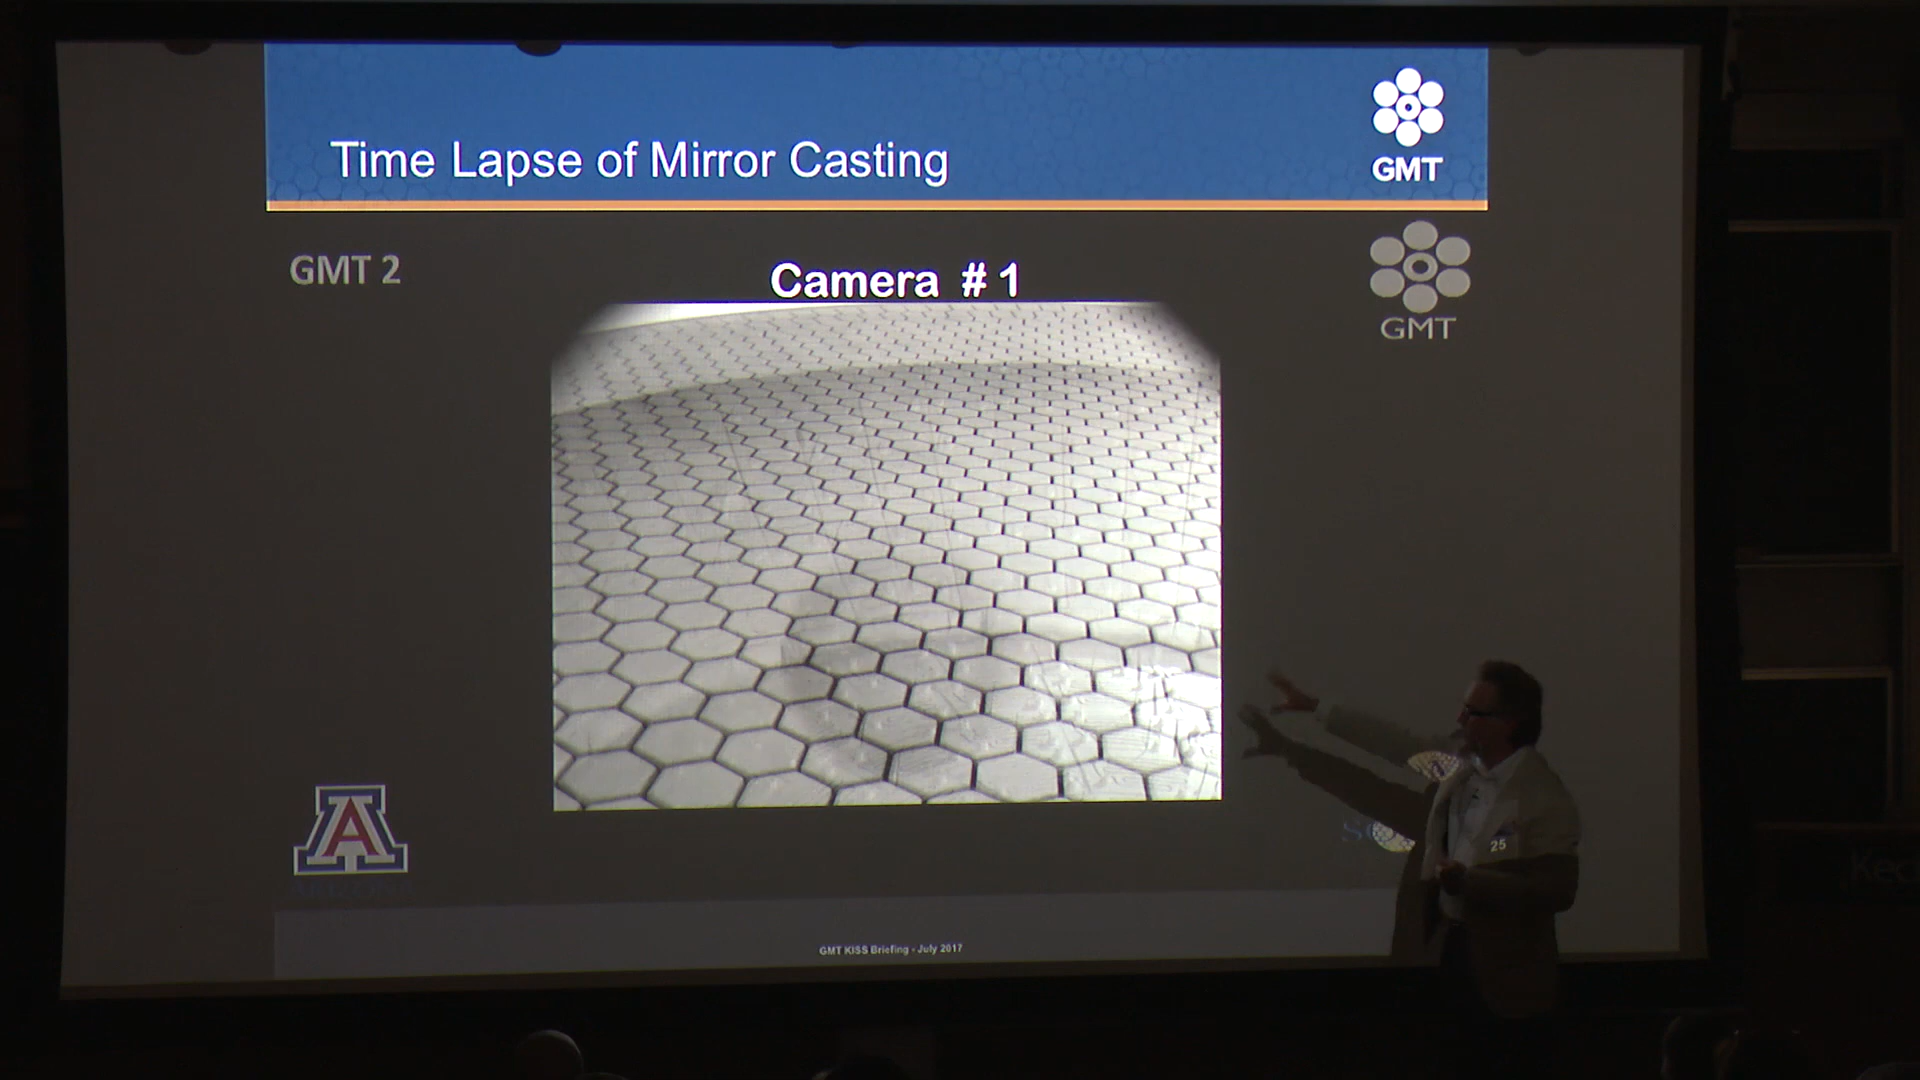 Time Lapse of Mirror Casting
GMT
GMT 2
Camera # 1
GMT
A
25
GMT KISS Briefing - July 2017